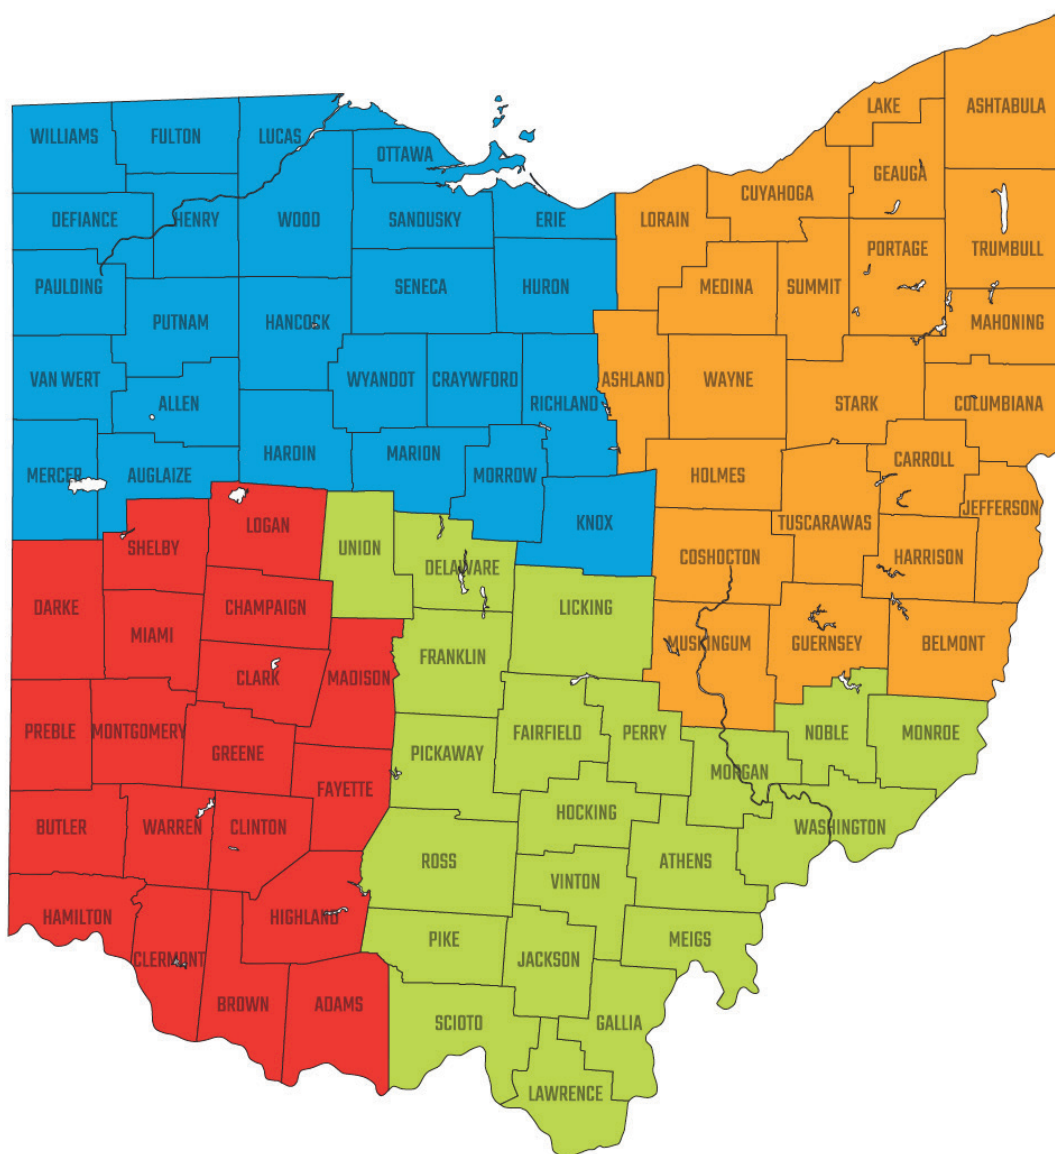 LAKE
ASHTABULA
WILLIAMS
FULTON
LUCAS
OTTAWA
GEAUGA
CUYAHOGA
DEFIANCE
HENRY
WOOD
SANDUSKY
ERIE
LORAIN
PORTAGE
TRUMBULL
PAULDING
SENECA
HURON
MEDINA
SUMMIT
PUTNAM
HANCOCK
MAHONING
VAN WERT
ALLEN
WYANDOT
CRAYWFORD
RICHLAND
ASHLAND
WAYNE
STARK
COLUMBIANA
MERCER
AUGLAIZE
HARDIN
MARION
MORROW
HOLMES
CARROLL
JEFFERSON
LOGAN
KNOX
TUSCARAWAS
SHELBY
UNION
DELAWARE
COSHOCTON
HARRISON
DARKE
CHAMPAIGN
LICKING
MIAMI
FRANKLIN
MUSKINGUM
GUERNSEY
BELMONT
CLARK
MADISON
PREBLE
MONTGOMERY
GREENE
PICKAWAY
FAIRFIELD
PERRY
NOBLE
MONROE
MORGAN
FAYETTE
BUTLER
WARREN
CLINTON
HOCKING
WASHINGTON
ROSS
VINTON
ATHENS
HAMILTON
HIGHLAND
PIKE
MEIGS
CLERMONT
JACKSON
BROWN
ADAMS
SCIOTO
GALLIA
LAWRENCE